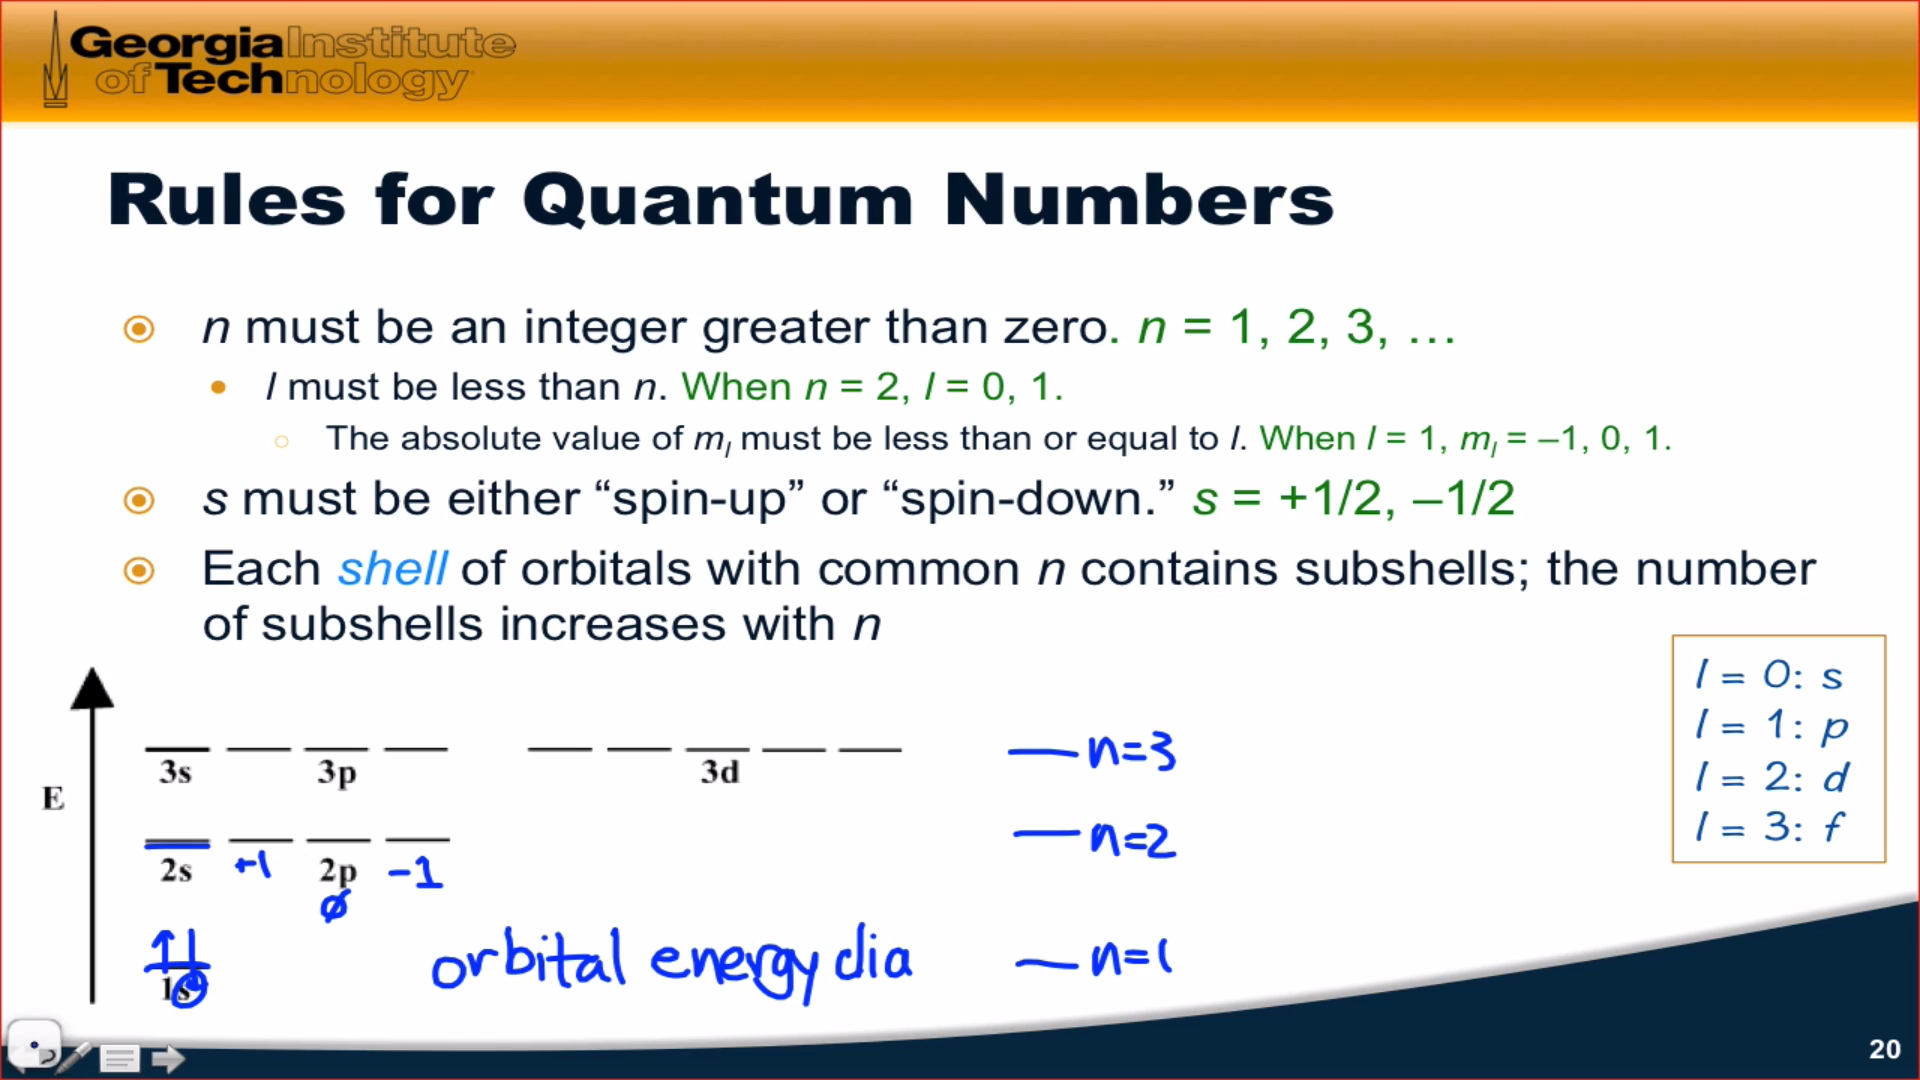 Georgia Institute
of Technology
Rules for Quantum Numbers
n must be an integer greater than zero. n = 1, 2, 3, …
l must be less than n. When n = 2, l = 0, 1.
The absolute value of mₗ must be less than or equal to l. When l = 1, mₗ = –1, 0, 1.
s must be either “spin-up” or “spin-down.” s = +1/2, –1/2
Each shell of orbitals with common n contains subshells; the number
of subshells increases with n
l = 0: s
l = 1: p
l = 2: d
l = 3: f
E
3s 3p 3d n=3
2s +1 2p -1 n=2
0
1s orbital energy dia n=1
20